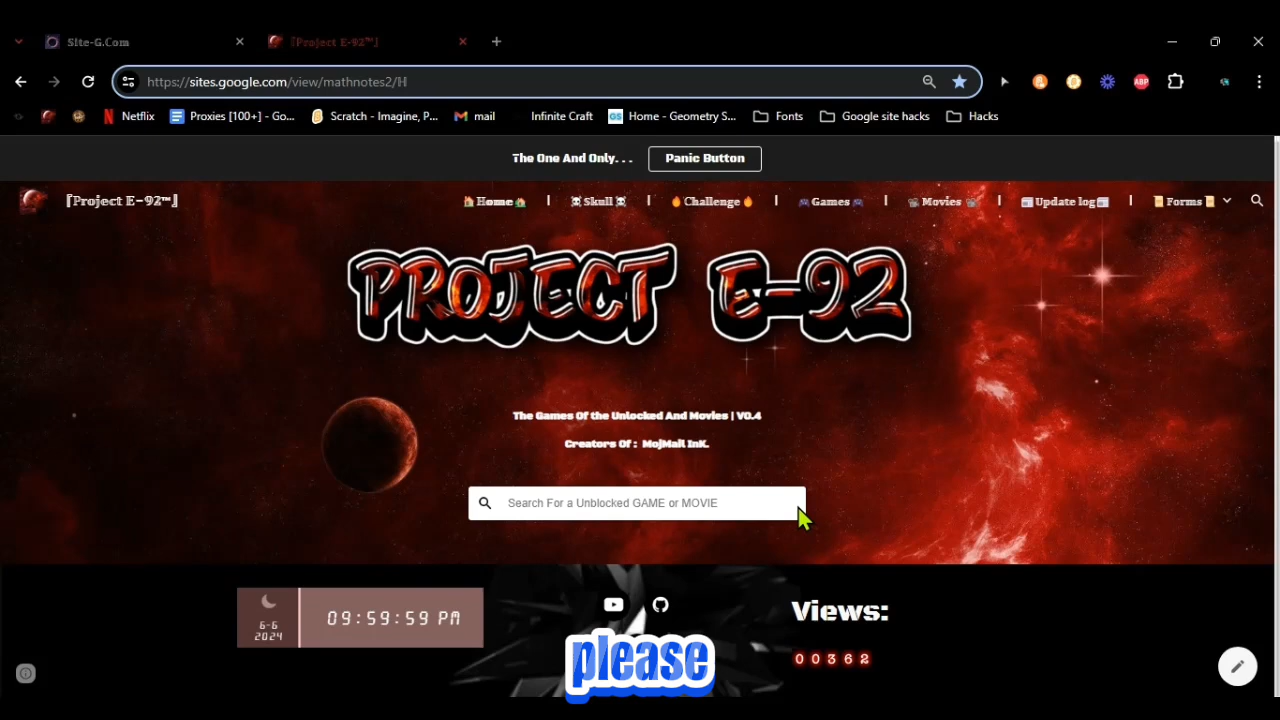 Site-G.Com
『Project E-92™』
https://sites.google.com/view/mathnotes2/H
ABP
Netflix
Proxies [100+] - Go...
Scratch - Imagine, P...
mail
Infinite Craft
GS
Home - Geometry S...
Fonts
Google site hacks
Hacks
The One And Only. . .
Panic Button
『Project E-92™』
🏠Home🏠 | ☠Skull☠ | 🔥Challenge🔥 | 🎮Games🎮 | 📽Movies📽 | 📰Update log📰 | 📜Forms📜
PROJECT E-92
The Games Of the Unlocked And Movies | V0.4
Creators Of : MojMail InK.
Search For a Unblocked GAME or MOVIE
6-6
2024
09:59:59 PM
Views:
00362
please